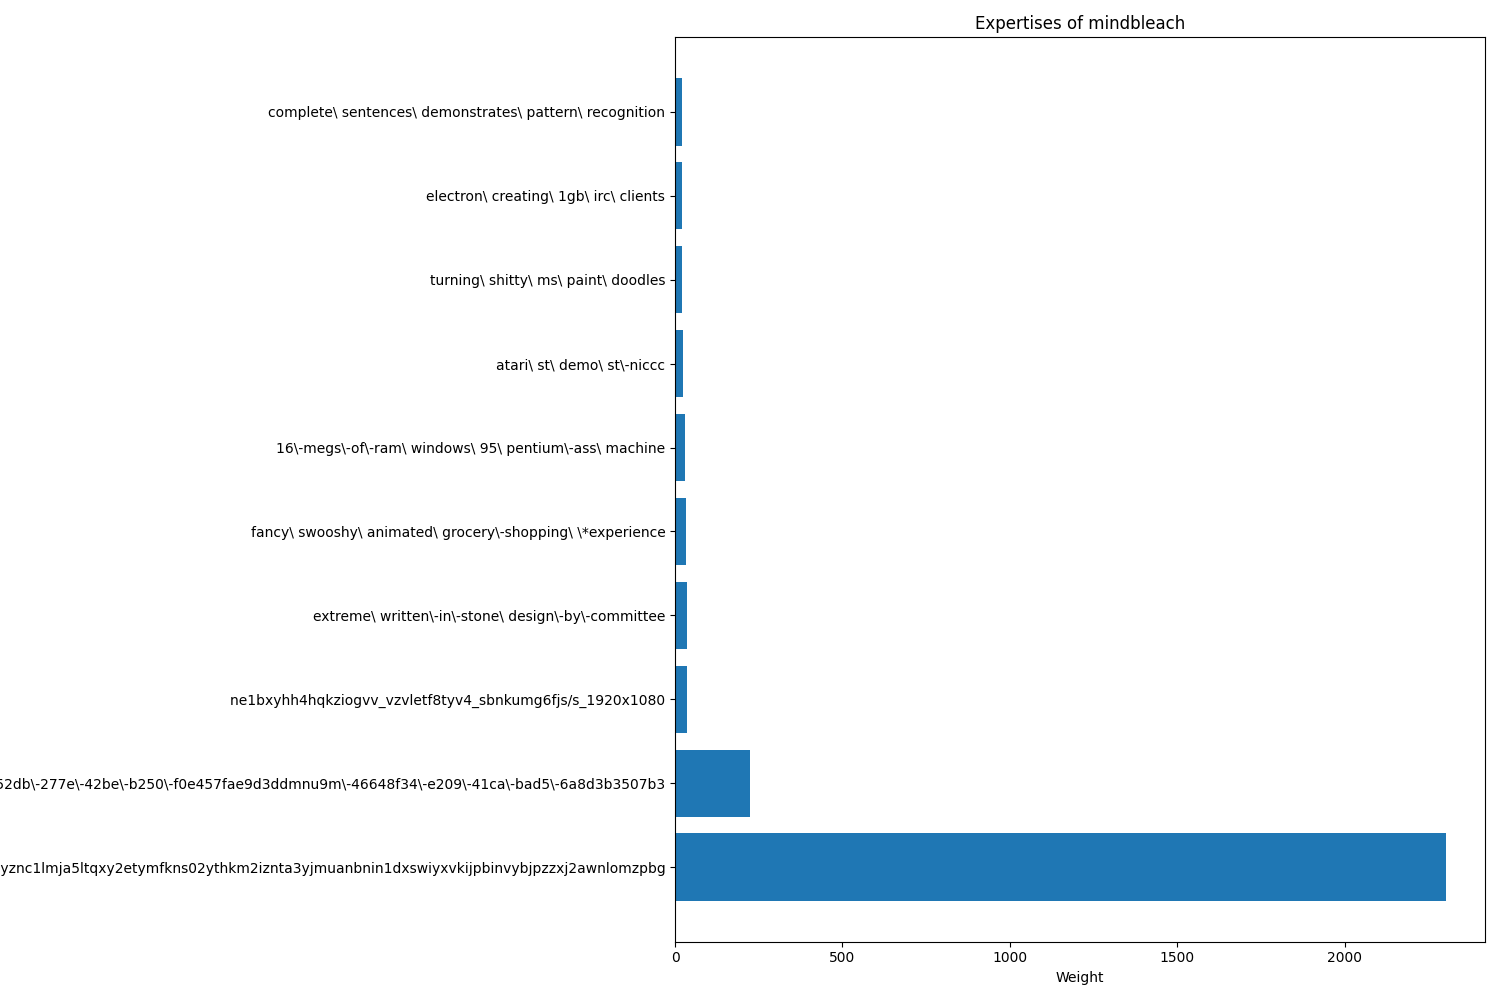 Expertises of mindbleach
complete\ sentences\ demonstrates\ pattern\ recognition
electron\ creating\ 1gb\ irc\ clients
turning\ shitty\ ms\ paint\ doodles
atari\ st\ demo\ st\-niccc
16\-megs\-of\-ram\ windows\ 95\ pentium\-ass\ machine
fancy\ swooshy\ animated\ grocery\-shopping\ \*experience
extreme\ written\-in\-stone\ design\-by\-committee
ne1bxyhh4hqkziogvv_vzvletf8tyv4_sbnkumg6fjs/s_1920x1080
52db\-277e\-42be\-b250\-f0e457fae9d3ddmnu9m\-46648f34\-e209\-41ca\-bad5\-6a8d3b3507b3
yznc1lmja5ltqxy2etymfkns02ythkm2iznta3yjmuanbnin1dxswiyxvkijpbinvybjpzzxj2awnlomzpbg
0 500 1000 1500 2000
Weight